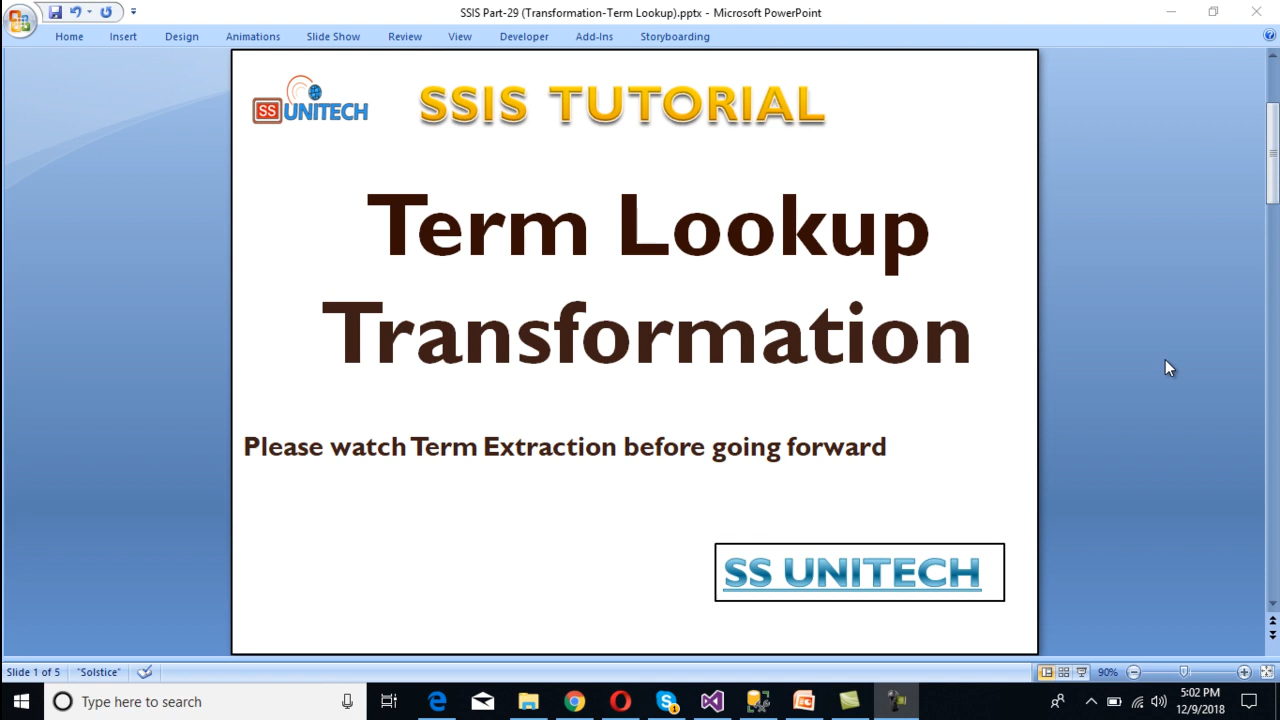 SSIS Part-29 (Transformation-Term Lookup).pptx - Microsoft PowerPoint
Home Insert Design Animations Slide Show Review View Developer Add-Ins Storyboarding
SS UNITECH
SSIS TUTORIAL
Term Lookup
Transformation
Please watch Term Extraction before going forward
SS UNITECH
Slide 1 of 5 "Solstice" 90%
Type here to search
5:02 PM
12/9/2018